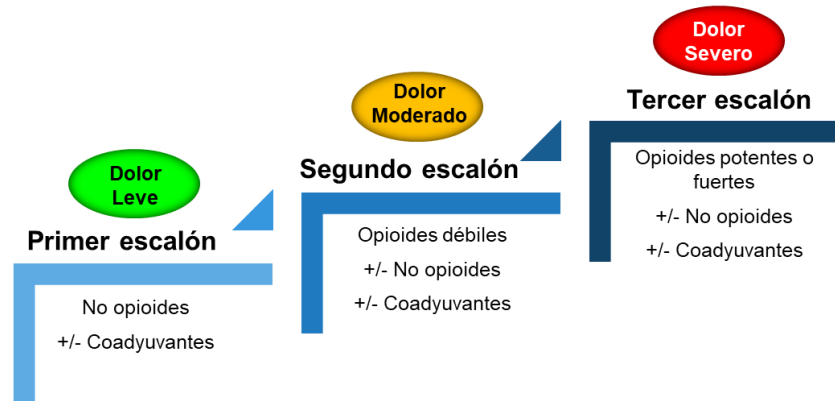 Dolor
Leve
Primer escalón
No opioides
+/- Coadyuvantes
Dolor
Moderado
Segundo escalón
Opioides débiles
+/- No opioides
+/- Coadyuvantes
Dolor
Severo
Tercer escalón
Opioides potentes o
fuertes
+/- No opioides
+/- Coadyuvantes